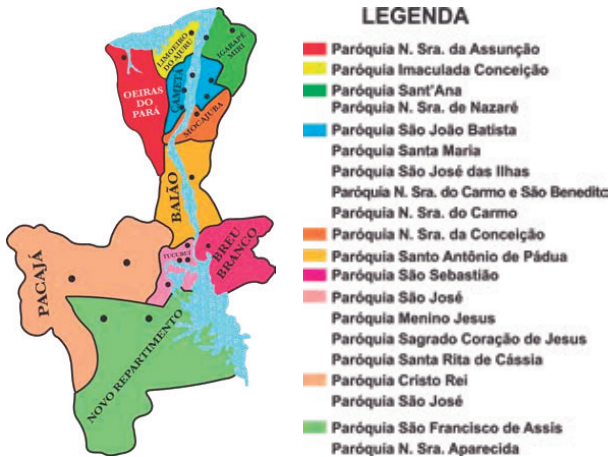 LIMOEIRO
DO AJURU
IGARAPÉ
MIRI
OEIRAS
DO
PARÁ
CAMETÁ
MOCAJUBA
BAIÃO
TUCURUÍ
BREU
BRANCO
PACAJÁ
NOVO REPARTIMENTO
LEGENDA
Paróquia N. Sra. da Assunção
Paróquia Imaculada Conceição
Paróquia Sant'Ana
Paróquia N. Sra. de Nazaré
Paróquia São João Batista
Paróquia Santa Maria
Paróquia São José das Ilhas
Paróquia N. Sra. do Carmo e São Benedito
Paróquia N. Sra. do Carmo
Paróquia N. Sra. da Conceição
Paróquia Santo Antônio de Pádua
Paróquia São Sebastião
Paróquia São José
Paróquia Menino Jesus
Paróquia Sagrado Coração de Jesus
Paróquia Santa Rita de Cássia
Paróquia Cristo Rei
Paróquia São José
Paróquia São Francisco de Assis
Paróquia N. Sra. Aparecida